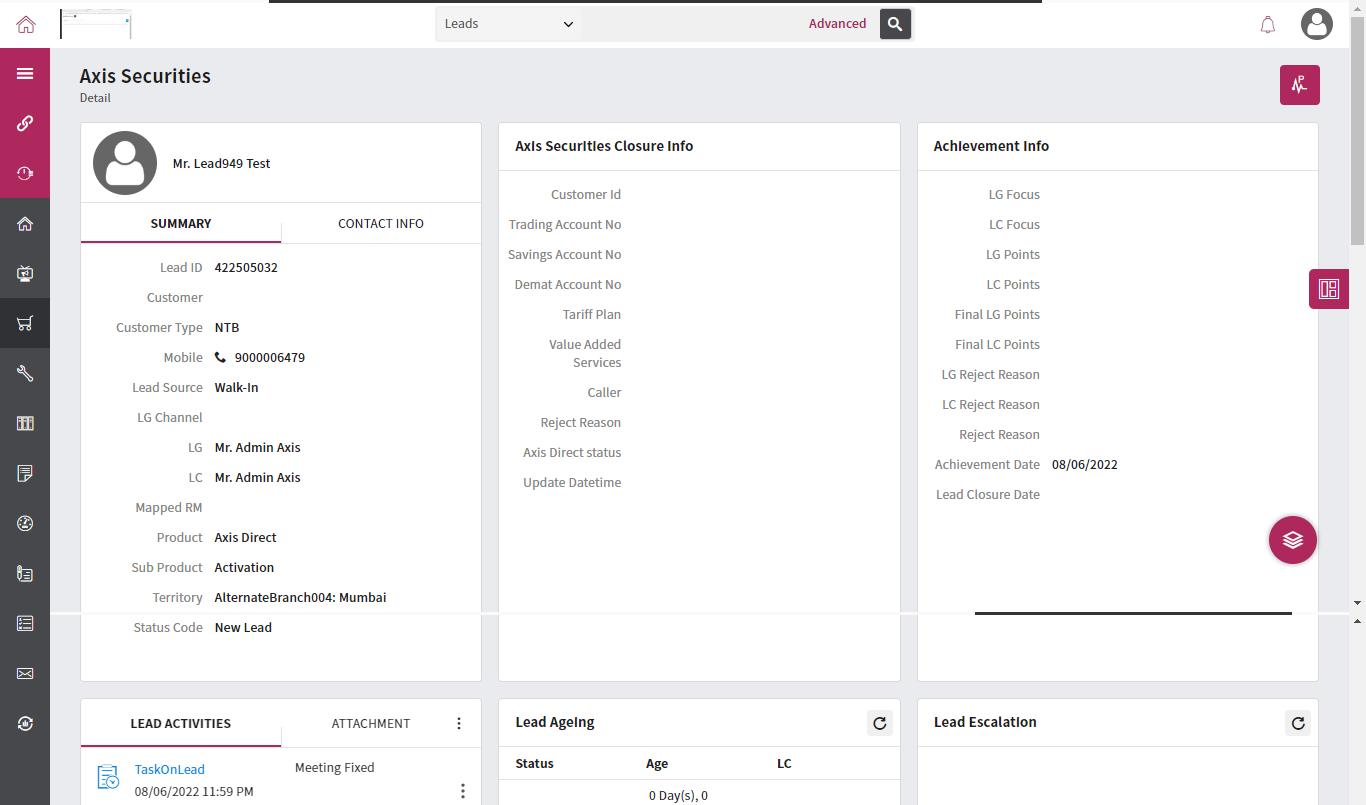 Leads
Advanced
Axis Securities
Detail
Mr. Lead949 Test
SUMMARY
CONTACT INFO
Lead ID 422505032
Customer
Customer Type NTB
Mobile 9000006479
Lead Source Walk-In
LG Channel
LG Mr. Admin Axis
LC Mr. Admin Axis
Mapped RM
Product Axis Direct
Sub Product Activation
Territory AlternateBranch004: Mumbai
Status Code New Lead
Axis Securities Closure Info
Customer Id
Trading Account No
Savings Account No
Demat Account No
Tariff Plan
Value Added
Services
Caller
Reject Reason
Axis Direct status
Update Datetime
Achievement Info
LG Focus
LC Focus
LG Points
LC Points
Final LG Points
Final LC Points
LG Reject Reason
LC Reject Reason
Reject Reason
Achievement Date 08/06/2022
Lead Closure Date
LEAD ACTIVITIES
ATTACHMENT
TaskOnLead
Meeting Fixed
08/06/2022 11:59 PM
Lead Ageing
Status Age LC
0 Day(s), 0
Lead Escalation